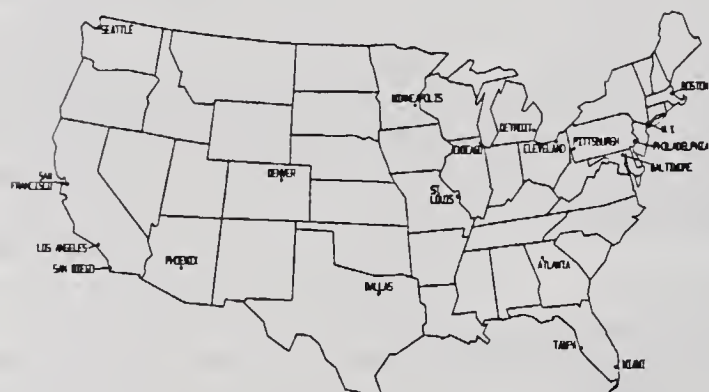 SEATTLE
BOSTON
MINNEAPOLIS
N.Y.
DETROIT
PHILADELPHIA
CHICAGO
CLEVELAND
PITTSBURGH
BALTIMORE
SAN
FRANCISCO
DENVER
ST.
LOUIS
LOS ANGELES
SAN DIEGO
PHOENIX
ATLANTA
DALLAS
TAMPA
MIAMI